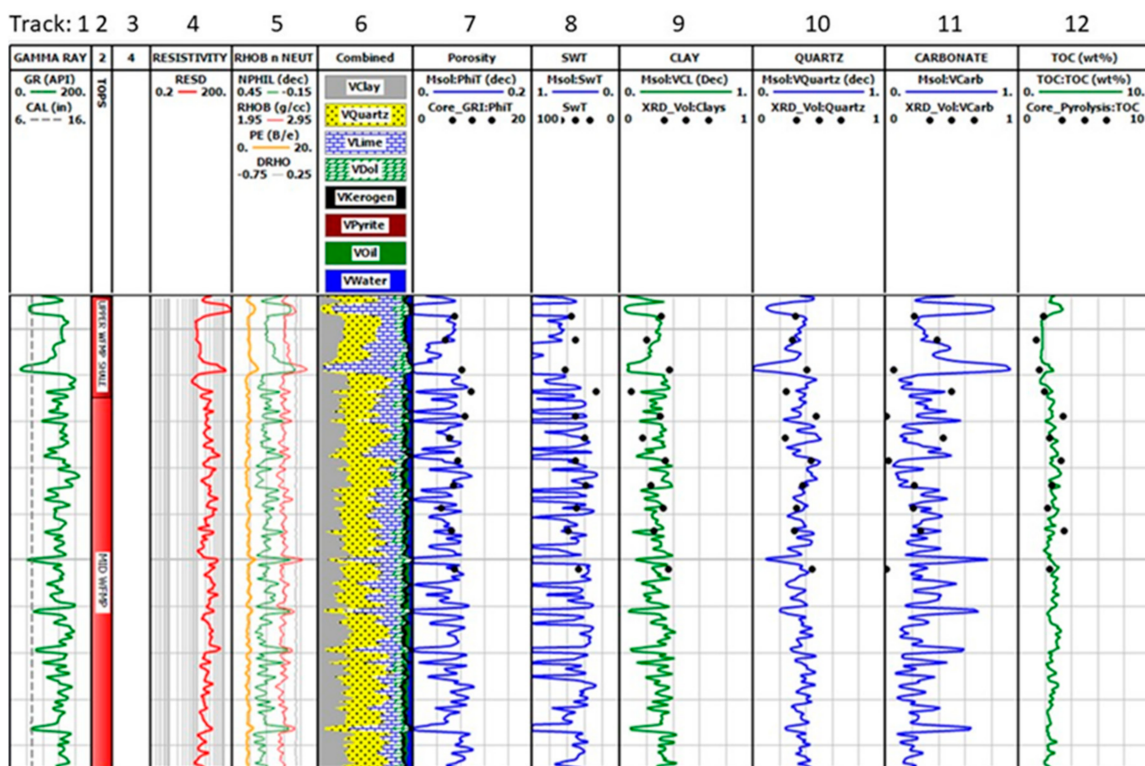 Track: 1 2 3 4 5 6 7 8 9 10 11 12
GAMMA RAY 2 4 RESISTIVITY RHOB n NEUT Combined Porosity SWT CLAY QUARTZ CARBONATE TOC (wt%)
GR (API)
0. 200.
CAL (in)
6. 16.
TOPS
RESD
0.2 200.
NPHIL (dec)
0.45 -0.15
RHOB (g/cc)
1.95 2.95
PE (B/e)
0. 20.
DRHO
-0.75 0.25
VClay
VQuartz
VLime
VDol
VKerogen
VPyrite
VOil
VWater
Msol:PhiT (dec)
0. 0.2
Core_GRI:PhiT
0 20
Msol:SwT
1. 0.
SwT
100 0
Msol:VCL (Dec)
0. 1.
XRD_Vol:Clays
0 1
Msol:VQuartz (dec)
0. 1.
XRD_Vol:Quartz
0 1
Msol:VCarb
0. 1.
XRD_Vol:VCarb
0 1
TOC:TOC (wt%)
0. 10.
Core_Pyrolysis:TOC
0 10
UPPER WFMP SHALE
MID WFMP